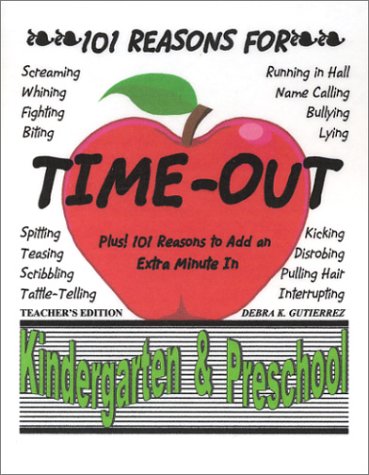 101 REASONS FOR
Screaming
Whining
Fighting
Biting
Running in Hall
Name Calling
Bullying
Lying
TIME-OUT
Plus! 101 Reasons to Add an
Extra Minute In
Spitting
Teasing
Scribbling
Tattle-Telling
Kicking
Disrobing
Pulling Hair
Interrupting
TEACHER'S EDITION
DEBRA K. GUTIERREZ
Kindergarten & Preschool